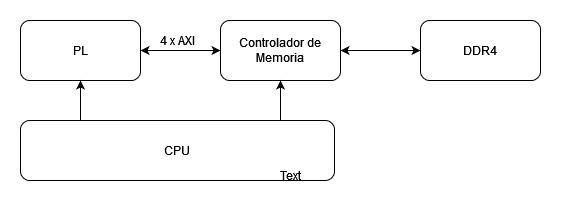 PL
4 x AXI
Controlador de
Memoria
DDR4
CPU
Text